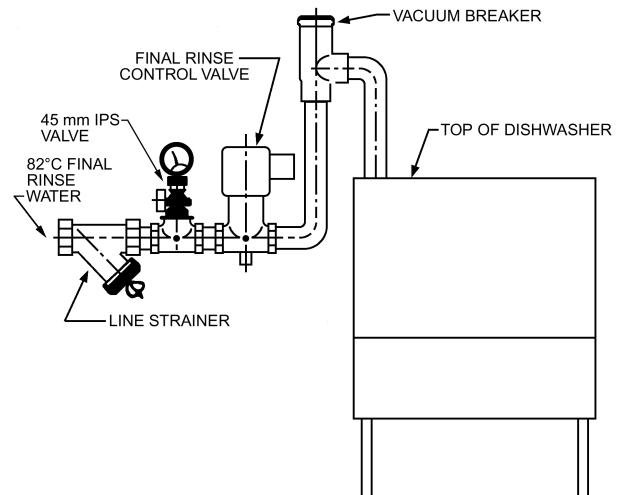 VACUUM BREAKER
FINAL RINSE
CONTROL VALVE
45 mm IPS
VALVE
TOP OF DISHWASHER
82°C FINAL
RINSE
WATER
LINE STRAINER